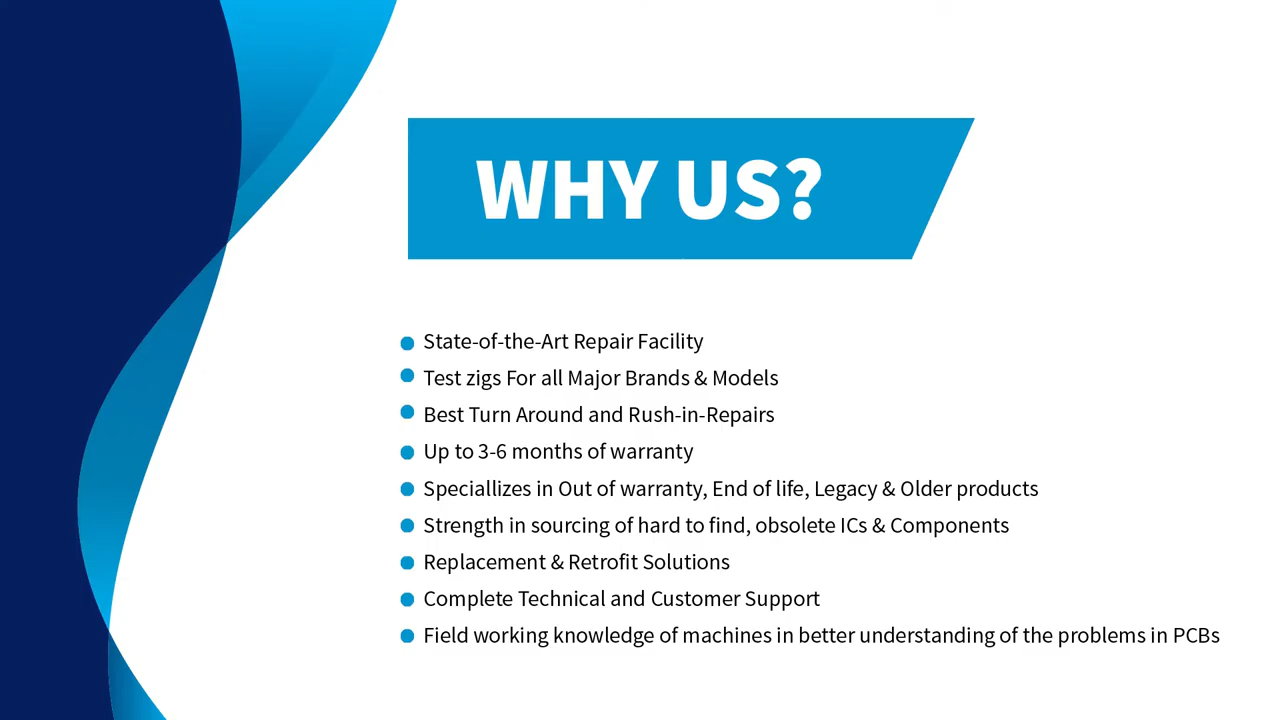 WHY US?
State-of-the-Art Repair Facility
Test zigs For all Major Brands & Models
Best Turn Around and Rush-in-Repairs
Up to 3-6 months of warranty
Speciallizes in Out of warranty, End of life, Legacy & Older products
Strength in sourcing of hard to find, obsolete ICs & Components
Replacement & Retrofit Solutions
Complete Technical and Customer Support
Field working knowledge of machines in better understanding of the problems in PCBs